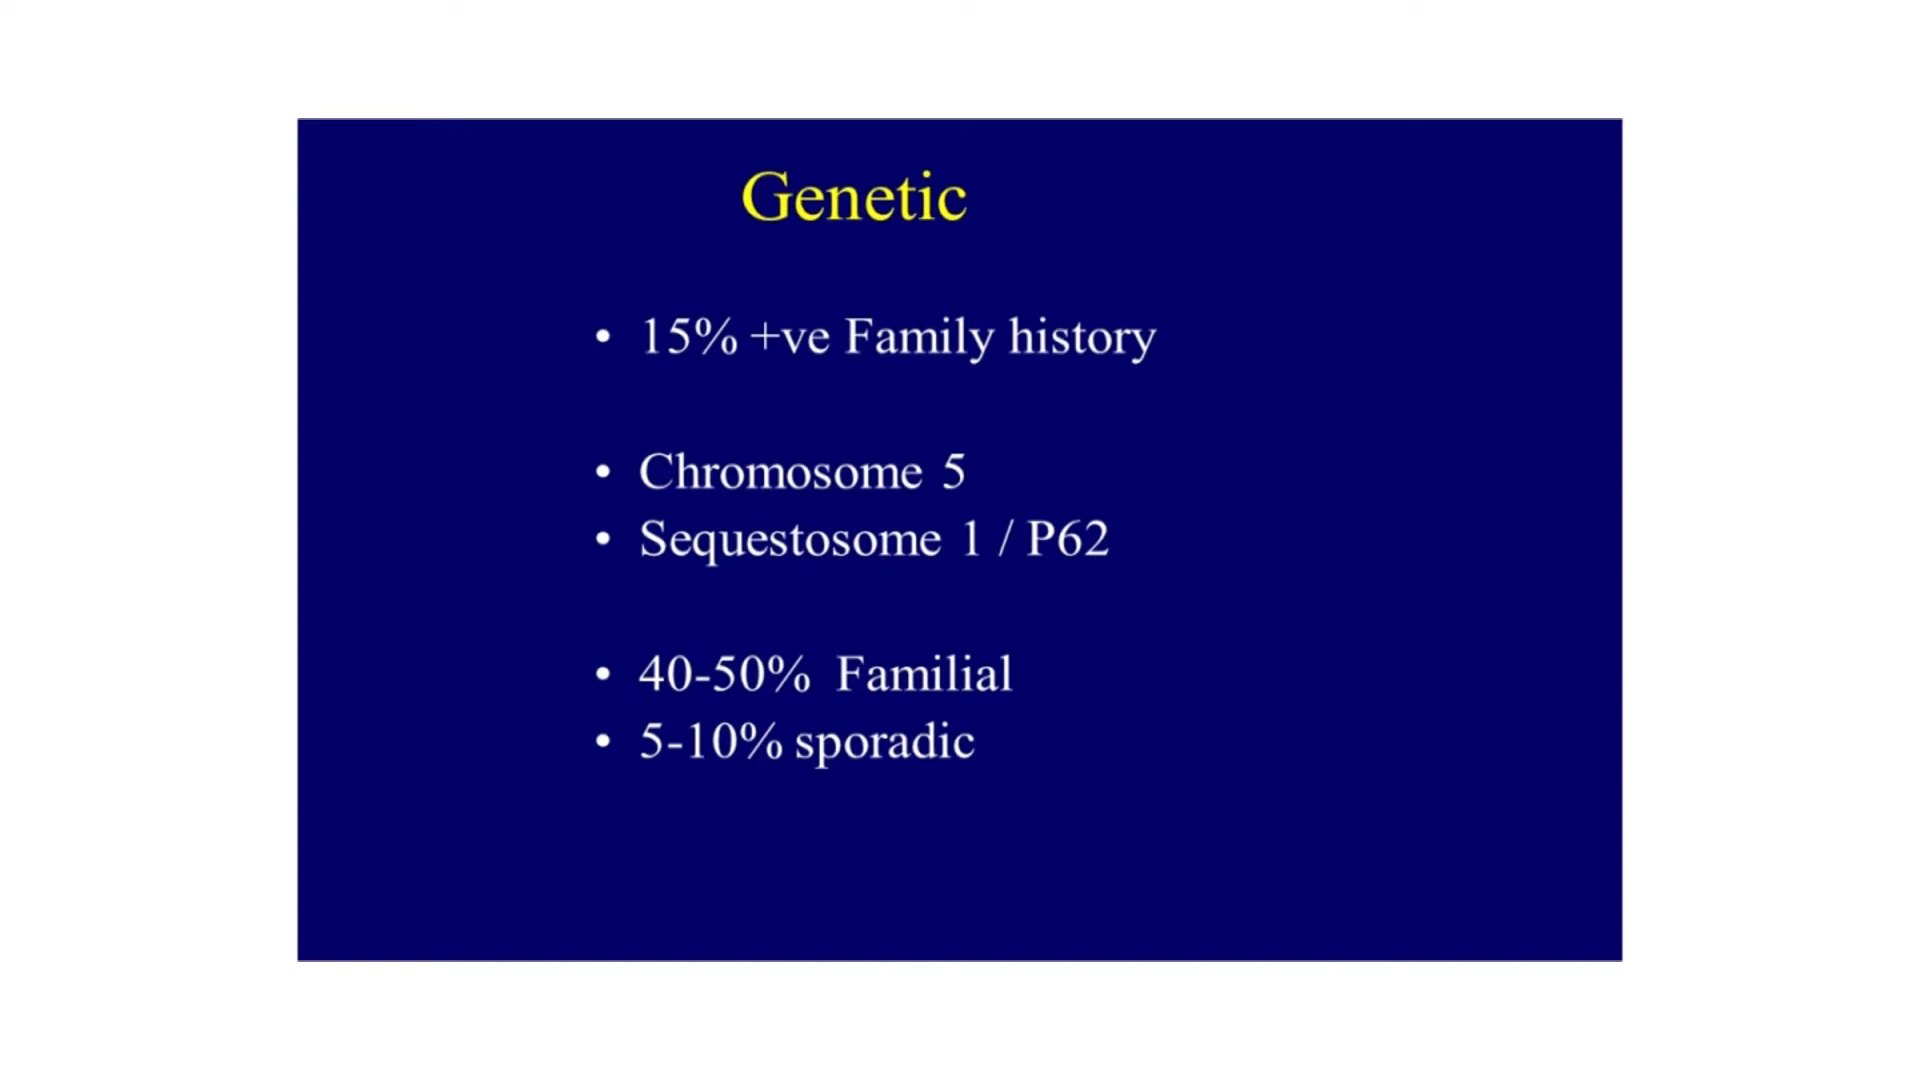 Genetic
• 15% +ve Family history
• Chromosome 5
• Sequestosome 1 / P62
• 40-50% Familial
• 5-10% sporadic